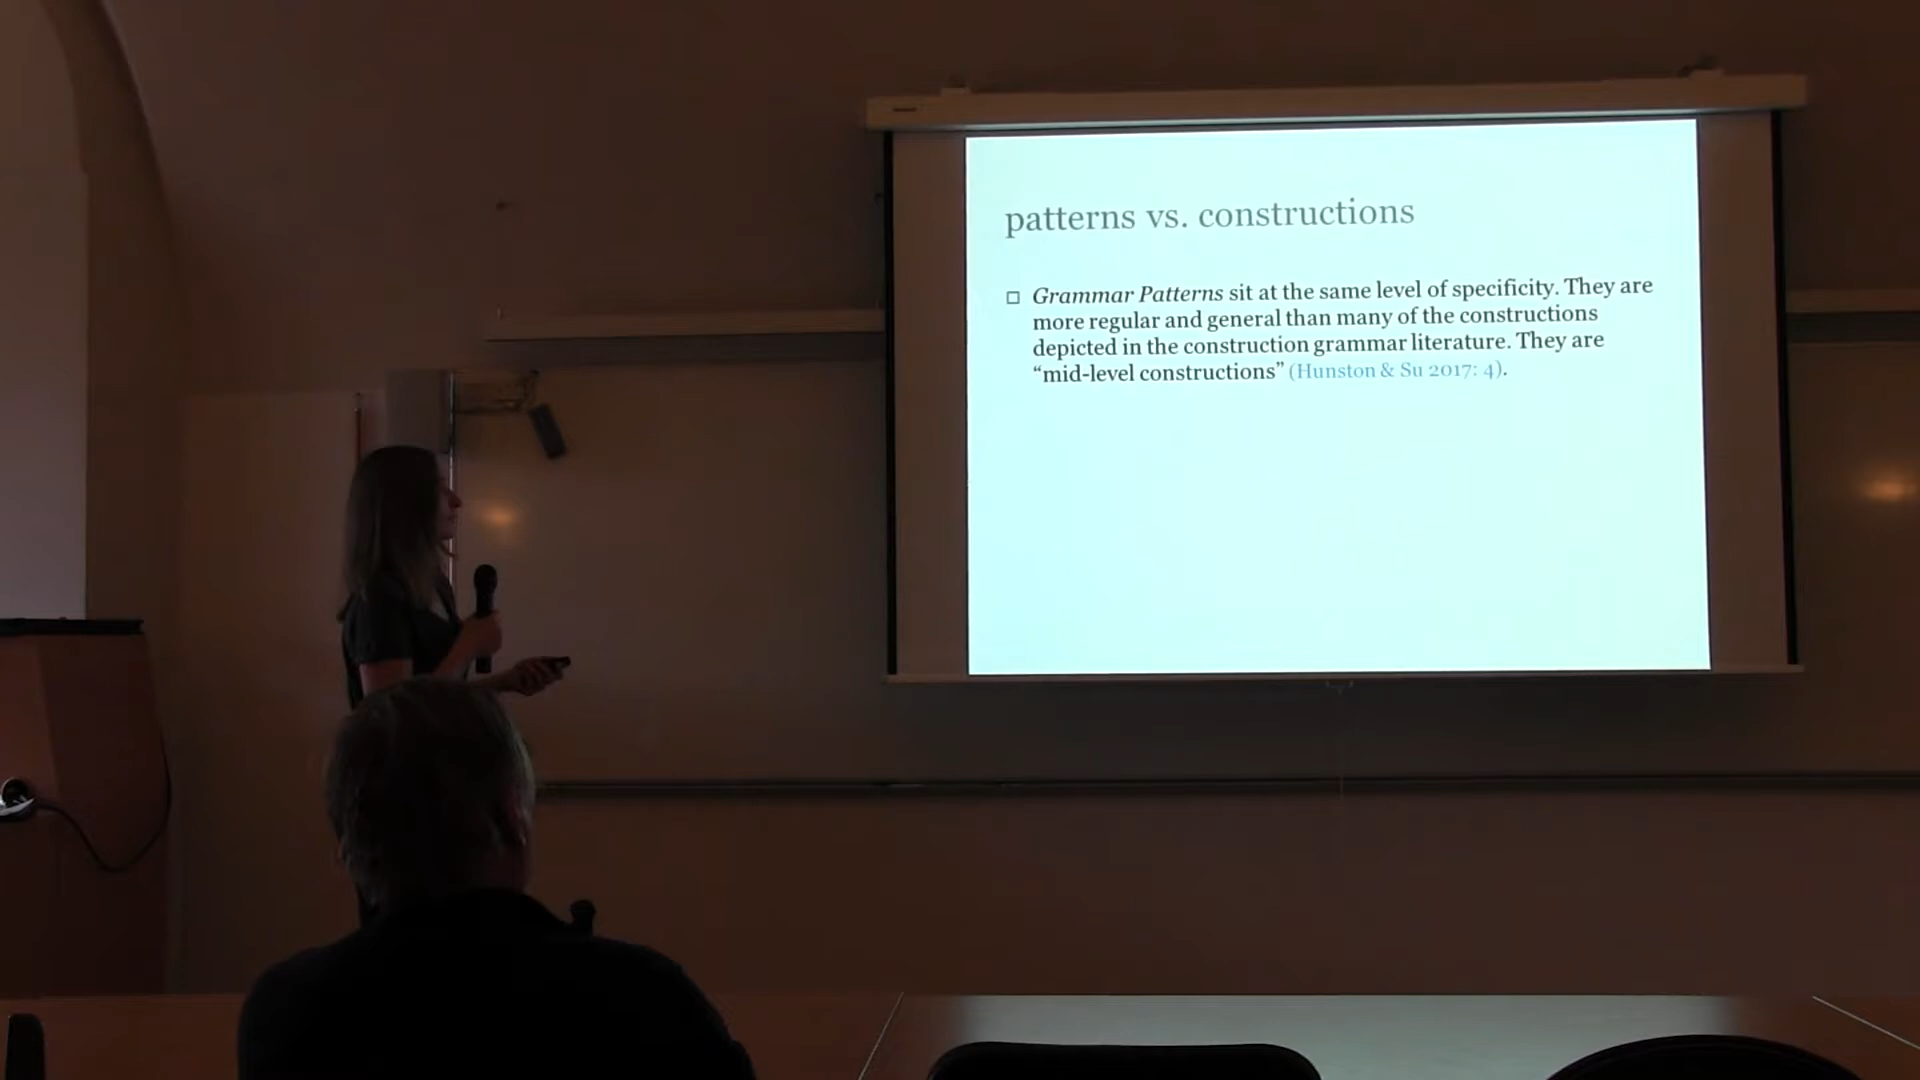 patterns vs. constructions
Grammar Patterns sit at the same level of specificity. They are
more regular and general than many of the constructions
depicted in the construction grammar literature. They are
“mid-level constructions” (Hunston & Su 2017: 4).